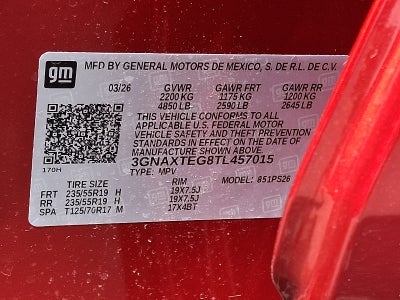 gm
MFD BY GENERAL MOTORS DE MEXICO, S. DE R.L. DE C.V.
03/26 GVWR GAWR FRT GAWR RR
2200 KG 1175 KG 1200 KG
4850 LB 2590 LB 2645 LB
THIS VEHICLE CONFORMS TO ALL
APPLICABLE U.S. FEDERAL MOTOR
VEHICLE SAFETY AND THEFT PREVENTION
STANDARDS IN EFFECT ON THE DATE OF
MANUFACTURE SHOWN ABOVE.
3GNAXTEG8TL457015
170H TYPE: MPV MODEL: 851PS26
TIRE SIZE RIM
FRT 235/55R19 H 19X7.5J
RR 235/55R19 H 19X7.5J
SPA T125/70R17 M 17X4BT